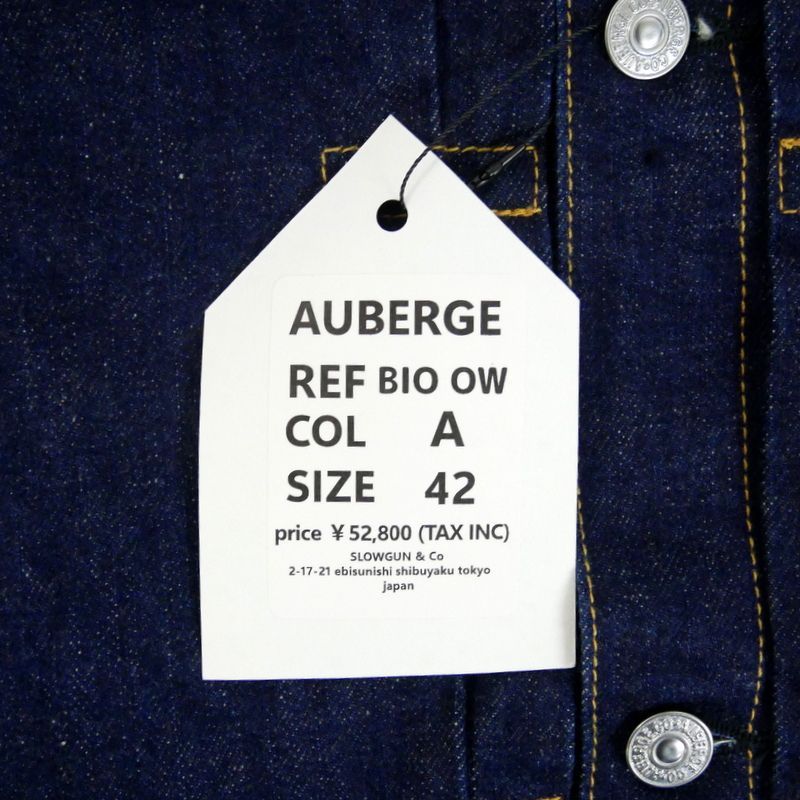 AUBERGE
REF BIO OW
COL A
SIZE 42
price ¥ 52,800 (TAX INC)
SLOWGUN & Co
2-17-21 ebisunishi shibuyaku tokyo
japan